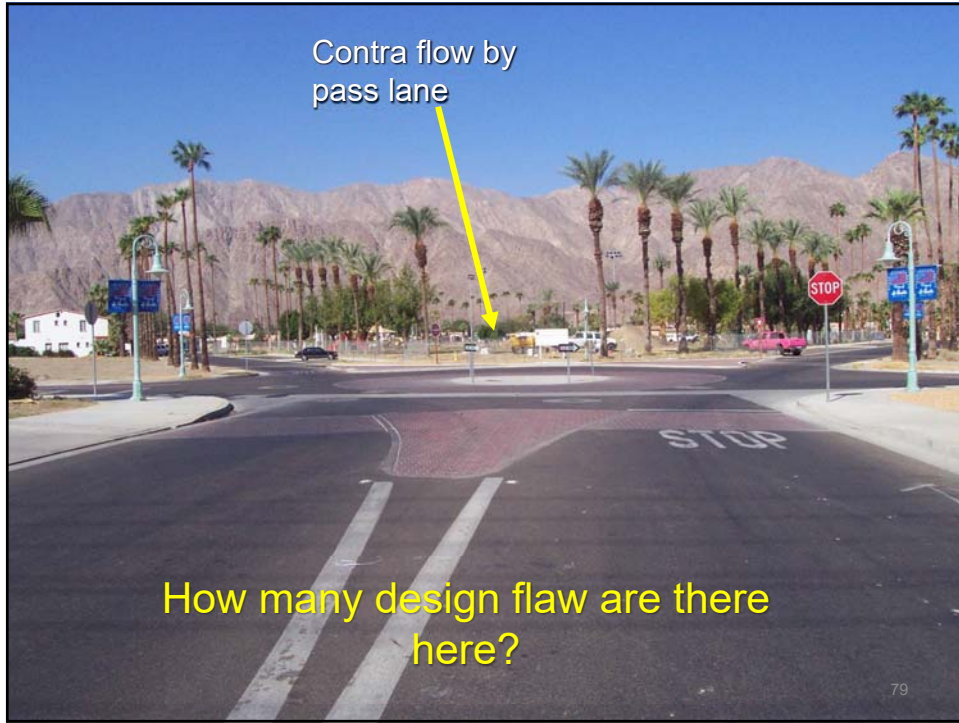 Contra flow by
pass lane
STOP
STOP
How many design flaw are there
here?
79